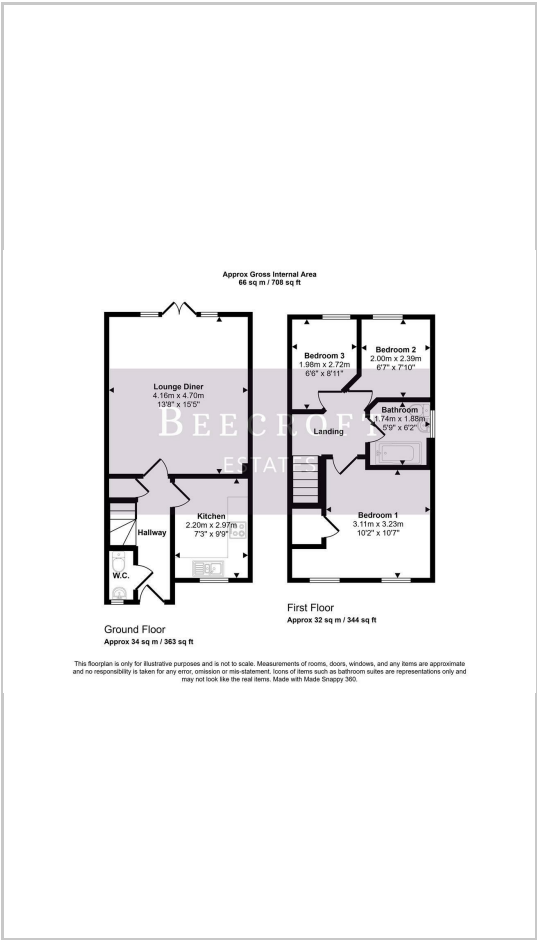 Approx Gross Internal Area
66 sq m / 708 sq ft
Lounge Diner
4.16m x 4.70m
13'8" x 15'5"
Bedroom 3
1.98m x 2.72m
6'6" x 8'11"
Bedroom 2
2.00m x 2.39m
6'7" x 7'10"
Bathroom
1.74m x 1.88m
5'9" x 6'2"
Landing
BEECROFT
ESTATES
Kitchen
2.20m x 2.97m
7'3" x 9'9"
Hallway
W.C.
Bedroom 1
3.11m x 3.23m
10'2" x 10'7"
Ground Floor
Approx 34 sq m / 363 sq ft
First Floor
Approx 32 sq m / 344 sq ft
This floorplan is only for illustrative purposes and is not to scale. Measurements of rooms, doors, windows, and any items are approximate
and no responsibility is taken for any error, omission or mis-statement. Icons of items such as bathroom suites are representations only and
may not look like the real items. Made with Made Snappy 360.